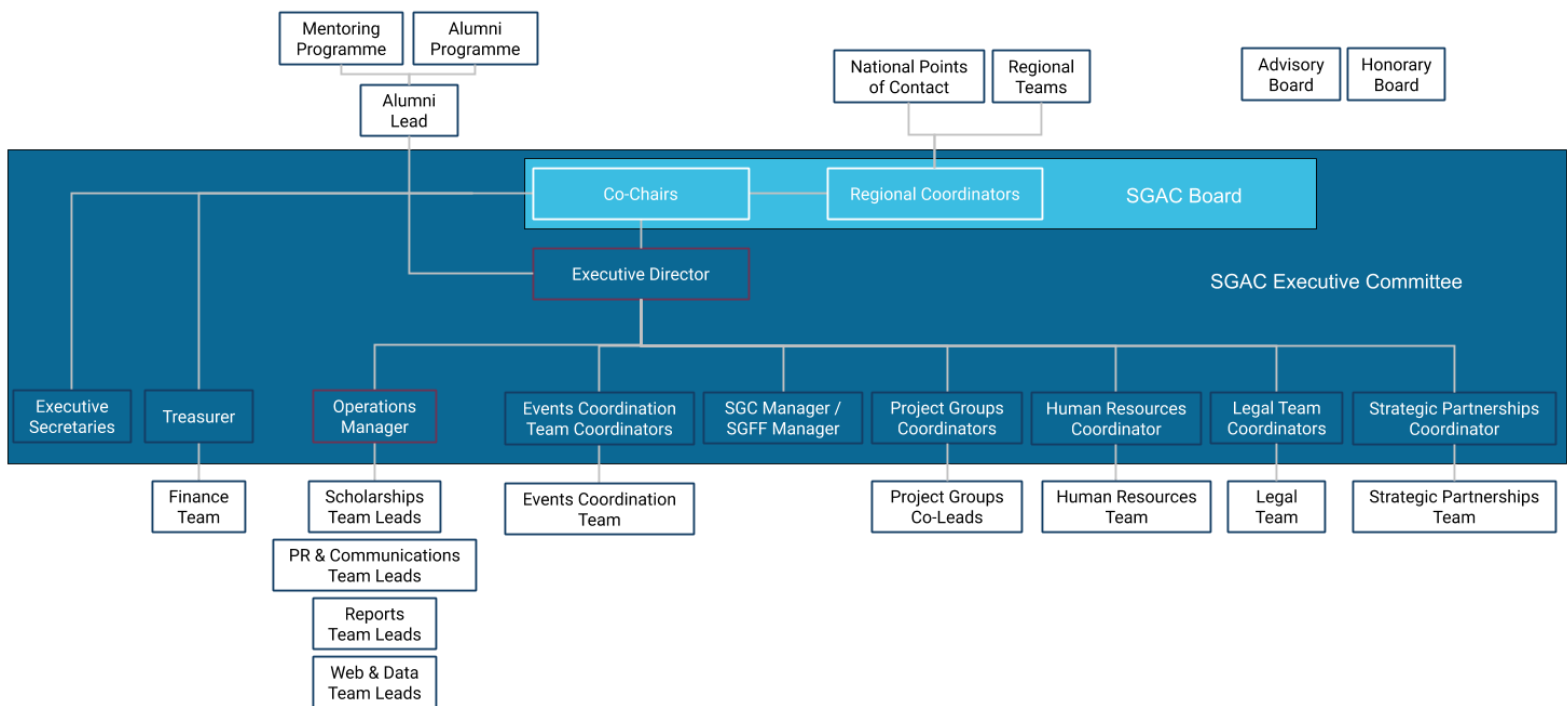 Mentoring
Programme
Alumni
Programme
Alumni
Lead
National Points
of Contact
Regional
Teams
Advisory
Board
Honorary
Board
Co-Chairs
Regional Coordinators
SGAC Board
Executive Director
SGAC Executive Committee
Executive
Secretaries
Treasurer
Operations
Manager
Events Coordination
Team Coordinators
SGC Manager /
SGFF Manager
Project Groups
Coordinators
Human Resources
Coordinator
Legal Team
Coordinators
Strategic Partnerships
Coordinator
Finance
Team
Scholarships
Team Leads
Events Coordination
Team
Project Groups
Co-Leads
Human Resources
Team
Legal
Team
Strategic Partnerships
Team
PR & Communications
Team Leads
Reports
Team Leads
Web & Data
Team Leads